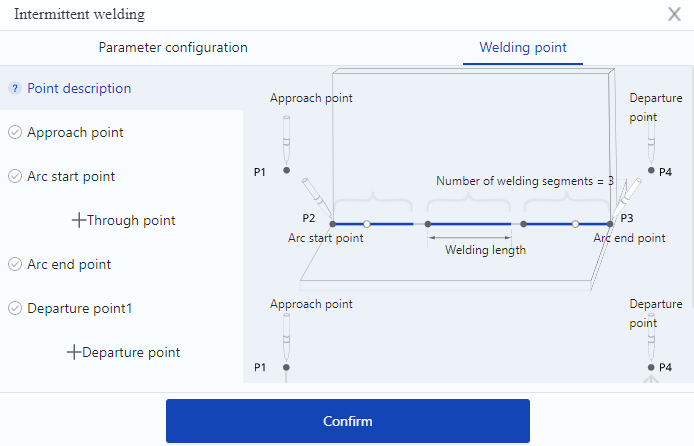 Intermittent welding
Parameter configuration
Welding point
? Point description
Approach point
Arc start point
+Through point
Arc end point
Departure point1
+Departure point
Approach point
Departure
point
P1
P4
Number of welding segments = 3
P2
P3
Arc start point
Arc end point
Welding length
Approach point
Departure
point
P1
P4
Confirm